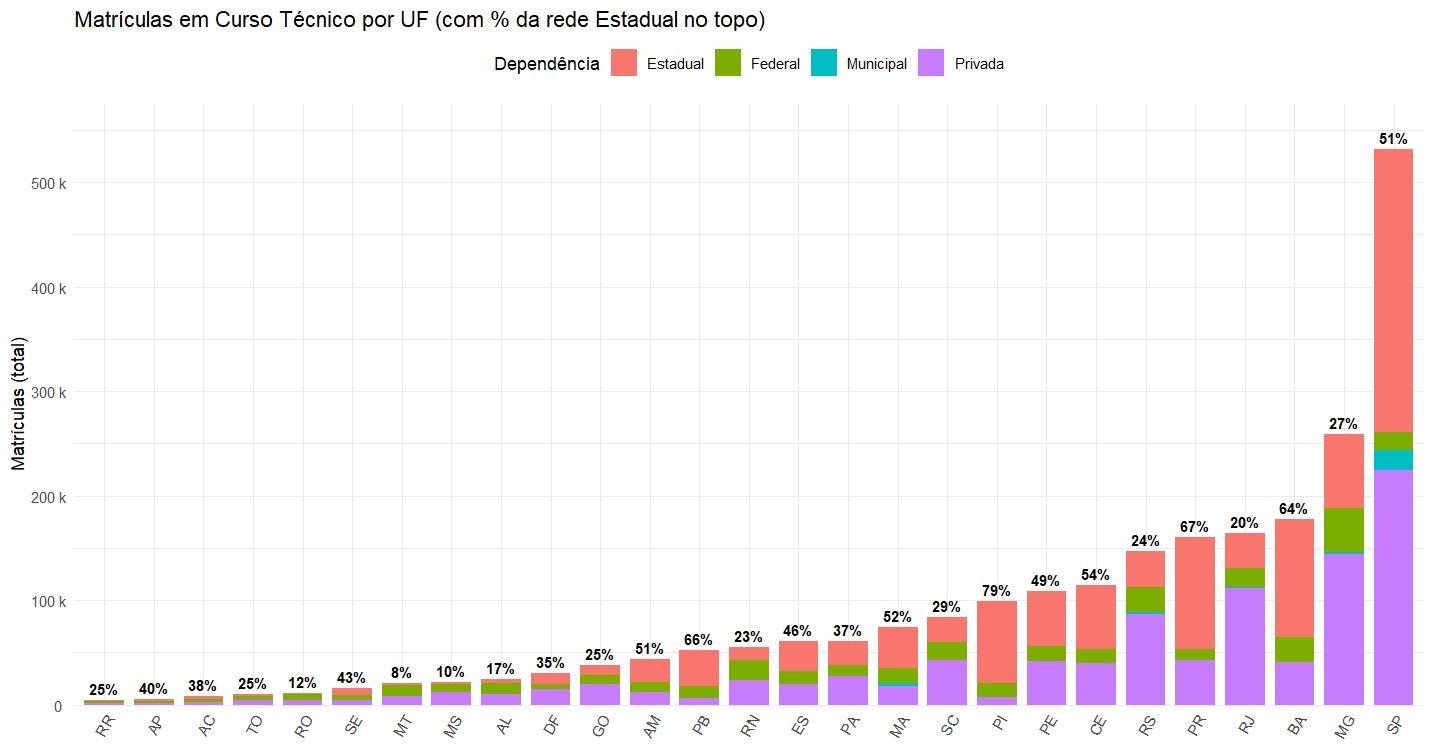 Matrículas em Curso Técnico por UF (com % da rede Estadual no topo)
Dependência Estadual Federal Municipal Privada
Matrículas (total)
500 k
400 k
300 k
200 k
100 k
0
25% 40% 38% 25% 12% 43% 8% 10% 17% 35% 25% 51% 66% 23% 46% 37% 52% 29% 79% 49% 54% 24% 67% 20% 64% 27% 51%
RR AP AC TO RO SE MT MS AL DF GO AM PB RN ES PA MA SC PI PE CE RS PR RJ BA MG SP